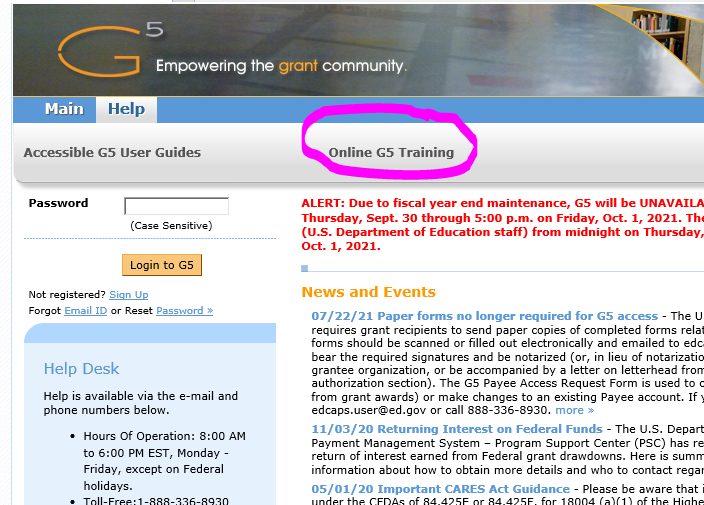 G5
Empowering the grant community.
Main Help
Accessible G5 User Guides Online G5 Training
Password
(Case Sensitive)
Login to G5
Not registered? Sign Up
Forgot Email ID or Reset Password »
Help Desk
Help is available via the e-mail and
phone numbers below.
• Hours Of Operation: 8:00 AM
to 6:00 PM EST, Monday -
Friday, except on Federal
holidays.
• Toll-Free:1-888-336-8930
ALERT: Due to fiscal year end maintenance, G5 will be UNAVAILA
Thursday, Sept. 30 through 5:00 p.m. on Friday, Oct. 1, 2021. The
(U.S. Department of Education staff) from midnight on Thursday,
Oct. 1, 2021.
News and Events
07/22/21 Paper forms no longer required for G5 access - The U
requires grant recipients to send paper copies of completed forms relat
forms should be scanned or filled out electronically and emailed to edca
bear the required signatures and be notarized (or, in lieu of notarizatio
grantee organization, or be accompanied by a letter on letterhead from
authorization section). The G5 Payee Access Request Form is used to c
from grant awards) or make changes to an existing Payee account. If y
edcaps.user@ed.gov or call 888-336-8930. more »
11/03/20 Returning Interest on Federal Funds - The U.S. Depart
Payment Management System – Program Support Center (PSC) has re
return of interest earned from Federal grant drawdowns. Here is summ
information about how to obtain more details and who to contact regar
05/01/20 Important CARES Act Guidance - Please be aware that i
under the CFDAs of 84.425E or 84.425F, for 18004 (a)(1) of the Highe